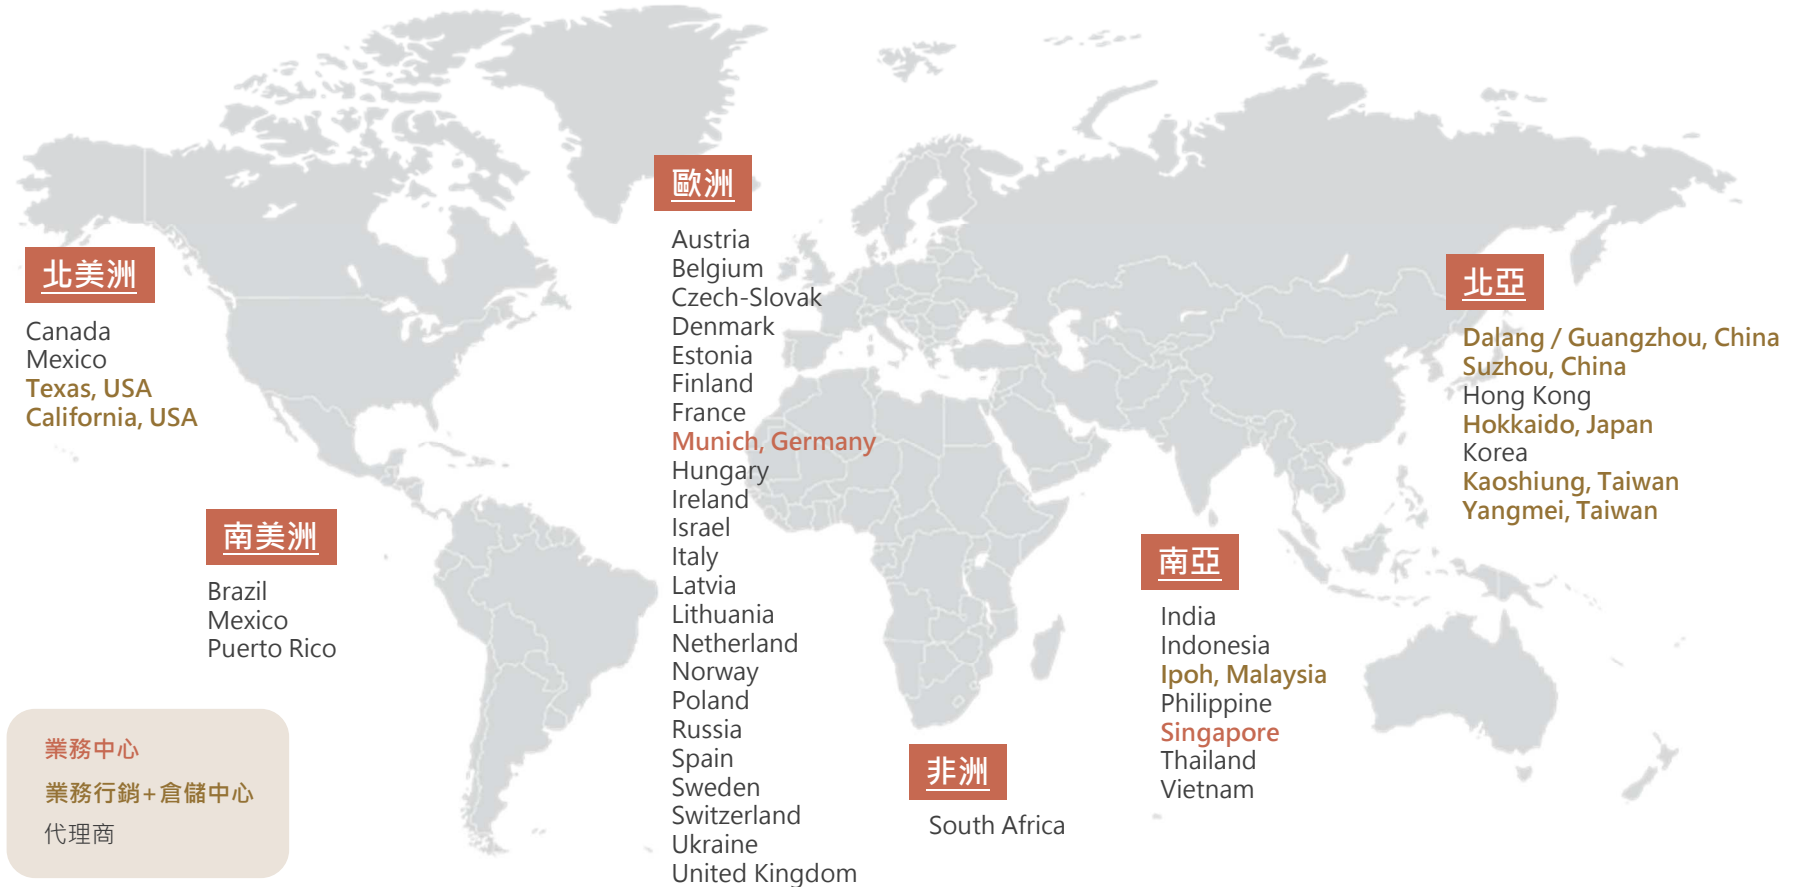 歐洲
Austria
Belgium
Czech-Slovak
Denmark
Estonia
Finland
France
Munich, Germany
Hungary
Ireland
Israel
Italy
Latvia
Lithuania
Netherland
Norway
Poland
Russia
Spain
Sweden
Switzerland
Ukraine
United Kingdom
北美洲
Canada
Mexico
Texas, USA
California, USA
南美洲
Brazil
Mexico
Puerto Rico
北亞
Dalang / Guangzhou, China
Suzhou, China
Hong Kong
Hokkaido, Japan
Korea
Kaoshiung, Taiwan
Yangmei, Taiwan
南亞
India
Indonesia
Ipoh, Malaysia
Philippine
Singapore
Thailand
Vietnam
非洲
South Africa
業務中心
業務行銷+倉儲中心
代理商